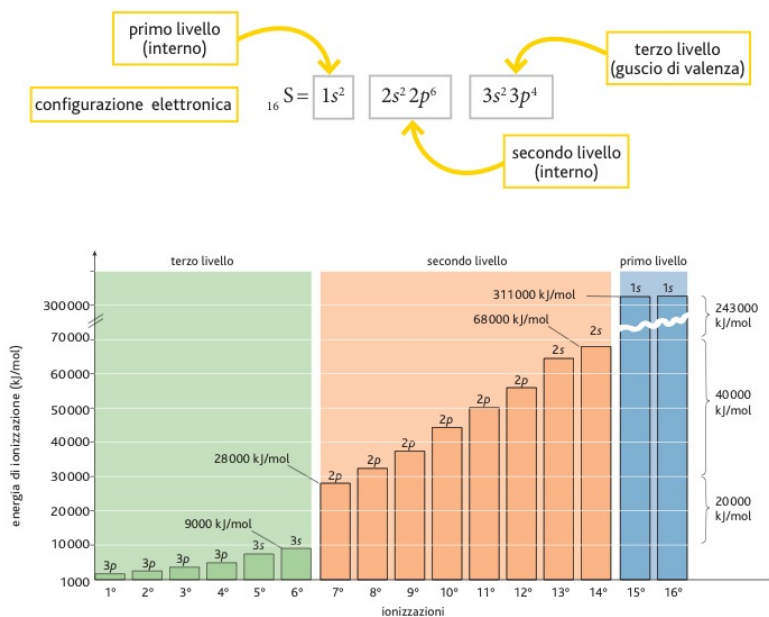 primo livello
(interno)
terzo livello
(guscio di valenza)
configurazione elettronica
₁₆S = 1s² 2s² 2p⁶ 3s² 3p⁴
secondo livello
(interno)
terzo livello
secondo livello
primo livello
energia di ionizzazione (kJ/mol)
300000
70000
60000
50000
40000
30000
20000
10000
1000
3p
3p
3p
3p
3s
3s
9000 kJ/mol
28000 kJ/mol
2p
2p
2p
2p
2p
2p
2s
2s
68000 kJ/mol
311000 kJ/mol
1s
1s
243000
kJ/mol
40000
kJ/mol
20000
kJ/mol
1° 2° 3° 4° 5° 6° 7° 8° 9° 10° 11° 12° 13° 14° 15° 16°
ionizzazioni